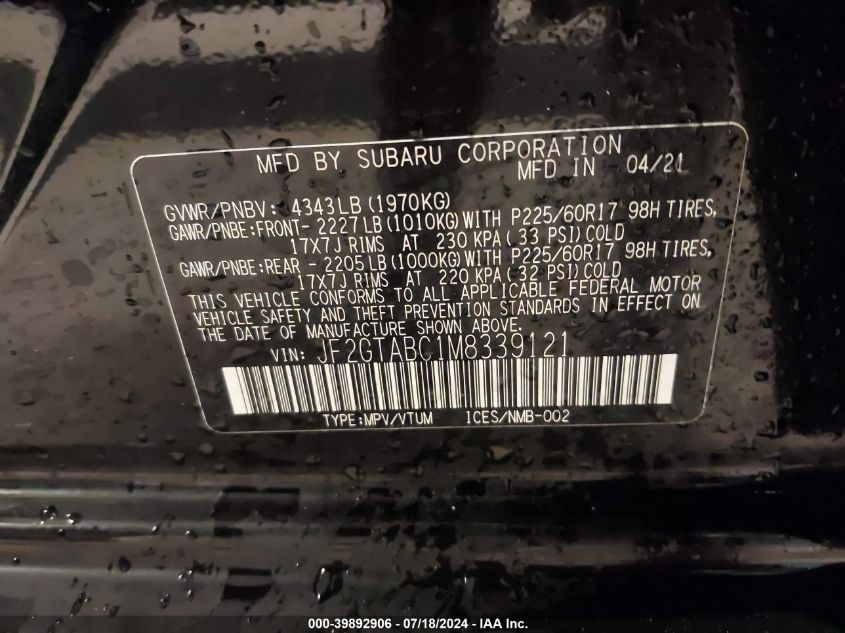 MFD BY SUBARU CORPORATION
MFD IN 04/21
GVWR/PNBV: 4343LB (1970KG)
GAWR/PNBE:FRONT- 2227LB (1010KG) WITH P225/60R17 98H TIRES,
17X7J RIMS AT 230 KPA( 33 PSI) COLD
GAWR/PNBE:REAR - 2205LB (1000KG) WITH P225/60R17 98H TIRES,
17X7J RIMS AT 220 KPA( 32 PSI) COLD
THIS VEHICLE CONFORMS TO ALL APPLICABLE FEDERAL MOTOR
VEHICLE SAFETY AND THEFT PREVENTION STANDARDS IN EFFECT ON
THE DATE OF MANUFACTURE SHOWN ABOVE.
VIN: JF2GTABC1M8339121
TYPE:MPV/VTUM ICES/NMB-002
000-39892906 - 07/18/2024 - IAA Inc.